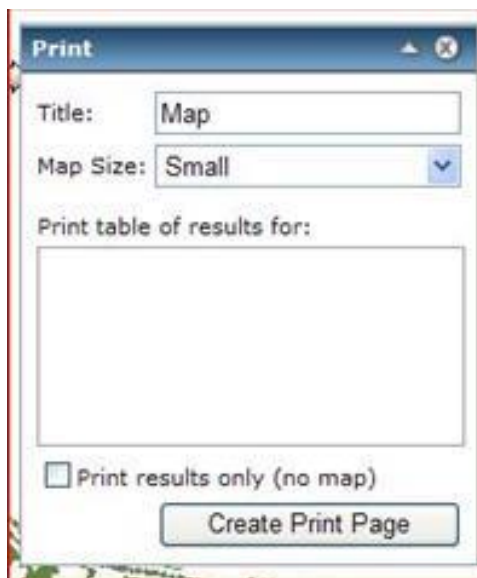 Print
Title: Map
Map Size: Small
Print table of results for:
Print results only (no map)
Create Print Page